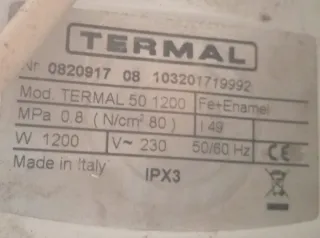 TERMAL
Nr 0820917 08 103201719992
Mod. TERMAL 50 1200 Fe+Enamel
MPa 0,8 ( N/cm² 80 ) l 49
W 1200 V~ 230 50/60 Hz CE
Made in Italy IPX3